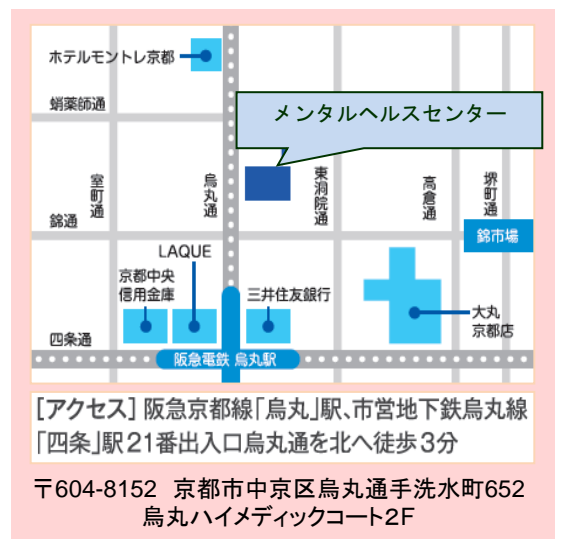 ホテルモントレ京都
蛸薬師通
メンタルヘルスセンター
室町通
烏丸通
東洞院通
高倉通
堺町通
錦通
錦市場
LAQUE
京都中央
信用金庫
三井住友銀行
大丸
京都店
四条通
阪急電鉄 烏丸駅
[アクセス] 阪急京都線「烏丸」駅、市営地下鉄烏丸線
「四条」駅21番出入口烏丸通を北へ徒歩3分
〒604-8152 京都市中京区烏丸通手洗水町652
烏丸ハイメディックコート2F